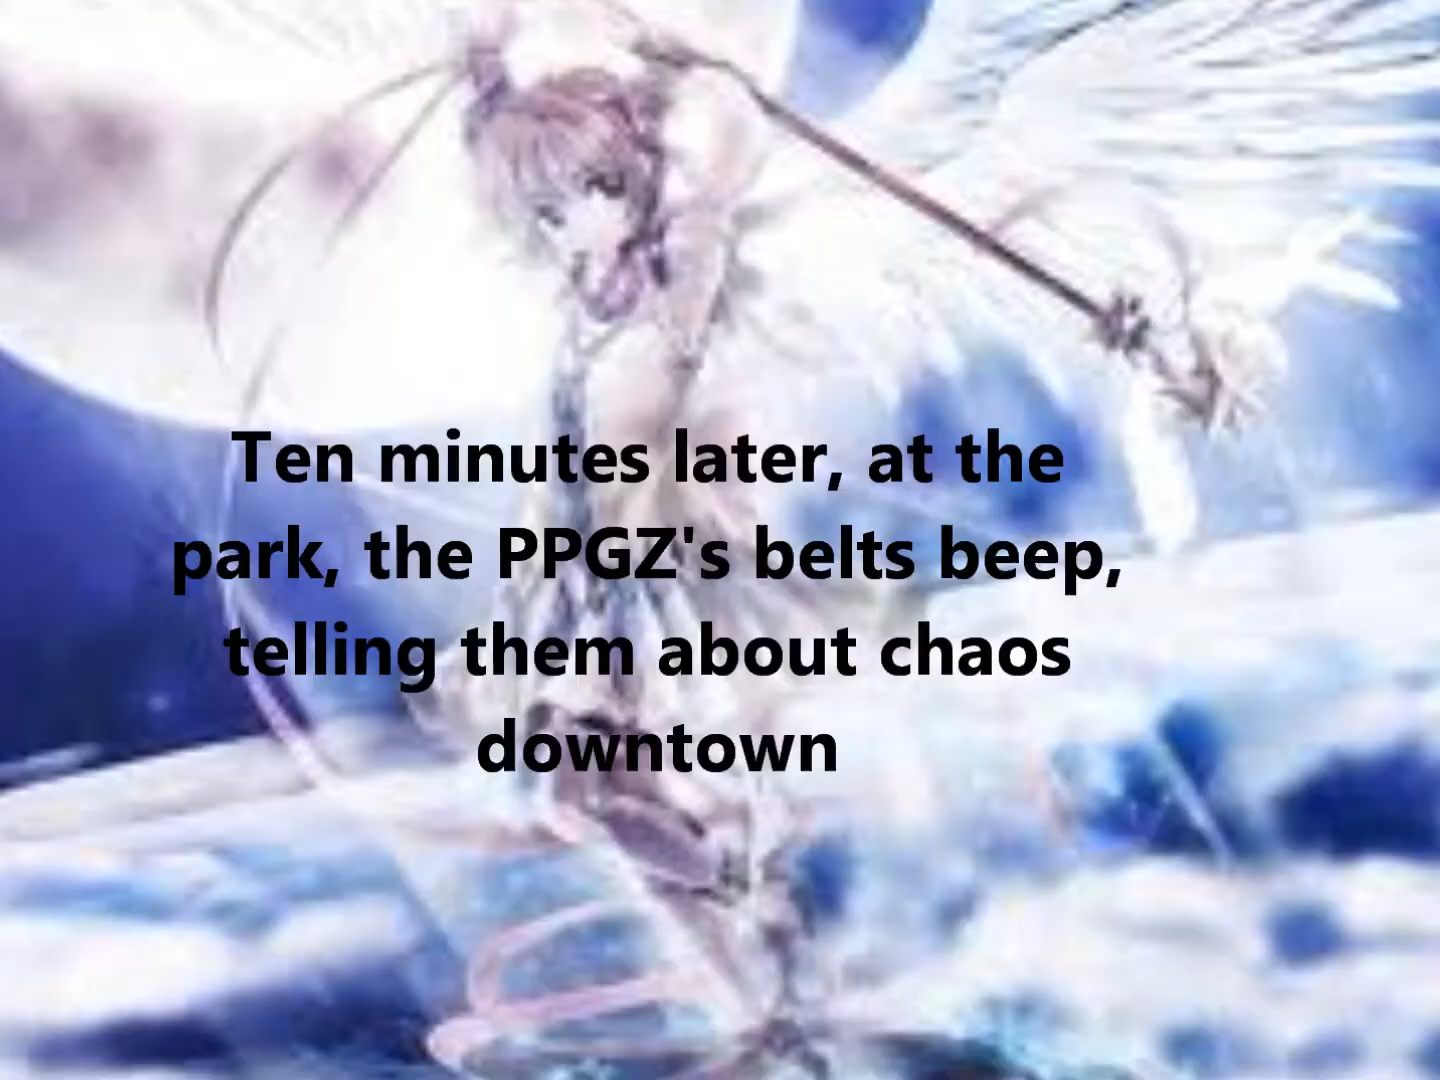 Ten minutes later, at the
park, the PPGZ's belts beep,
telling them about chaos
downtown